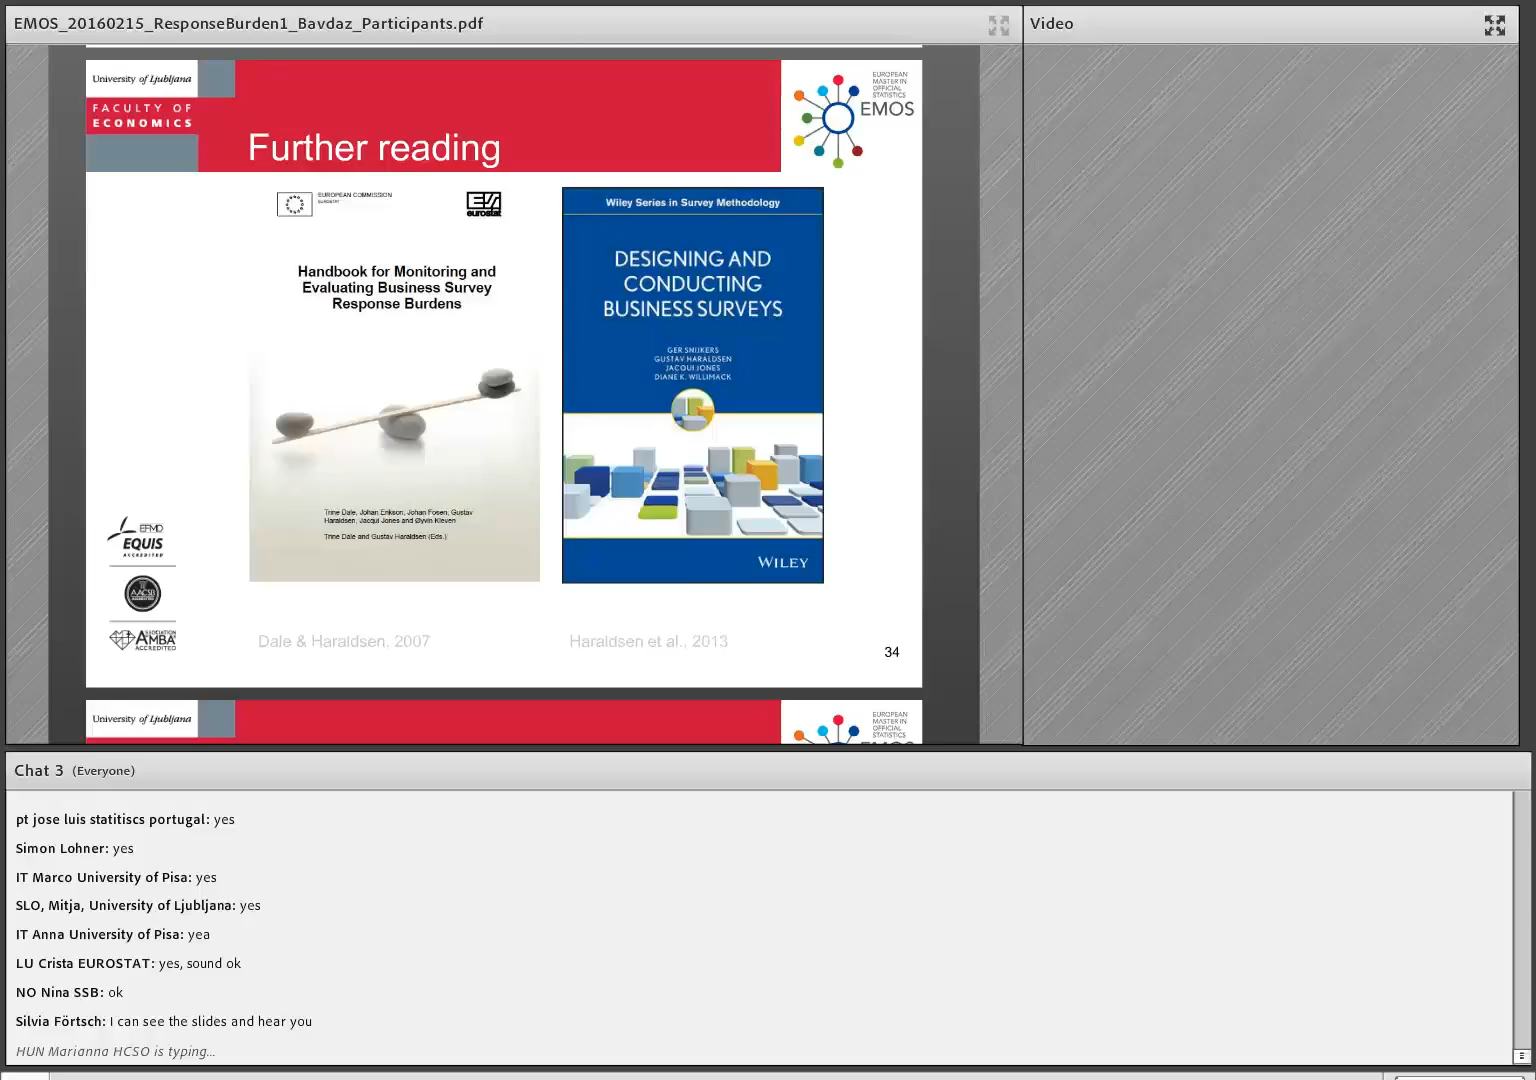 EMOS_20160215_ResponseBurden1_Bavdaz_Participants.pdf
Video
University of Ljubljana
FACULTY OF
ECONOMICS
Further reading
EUROPEAN
MASTER IN
OFFICIAL
STATISTICS
EMOS
EUROPEAN COMMISSION
EUROSTAT
eurostat
Handbook for Monitoring and
Evaluating Business Survey
Response Burdens
Trine Dale, Johan Erikson, Johan Fosen, Gustav
Haraldsen, Jacqui Jones and Øyvin Kleven
Trine Dale and Gustav Haraldsen (Eds.)
Wiley Series in Survey Methodology
DESIGNING AND
CONDUCTING
BUSINESS SURVEYS
GER SNIJKERS
GUSTAV HARALDSEN
JACQUI JONES
DIANE K. WILLIMACK
WILEY
EFMD
EQUIS
ACCREDITED
AACSB
ASSOCIATION
AMBA
ACCREDITED
Dale & Haraldsen, 2007
Haraldsen et al., 2013
34
University of Ljubljana
EUROPEAN
MASTER IN
OFFICIAL
STATISTICS
Chat 3 (Everyone)
pt jose luis statitiscs portugal: yes
Simon Lohner: yes
IT Marco University of Pisa: yes
SLO, Mitja, University of Ljubljana: yes
IT Anna University of Pisa: yea
LU Crista EUROSTAT: yes, sound ok
NO Nina SSB: ok
Silvia Förtsch: I can see the slides and hear you
HUN Marianna HCSO is typing...